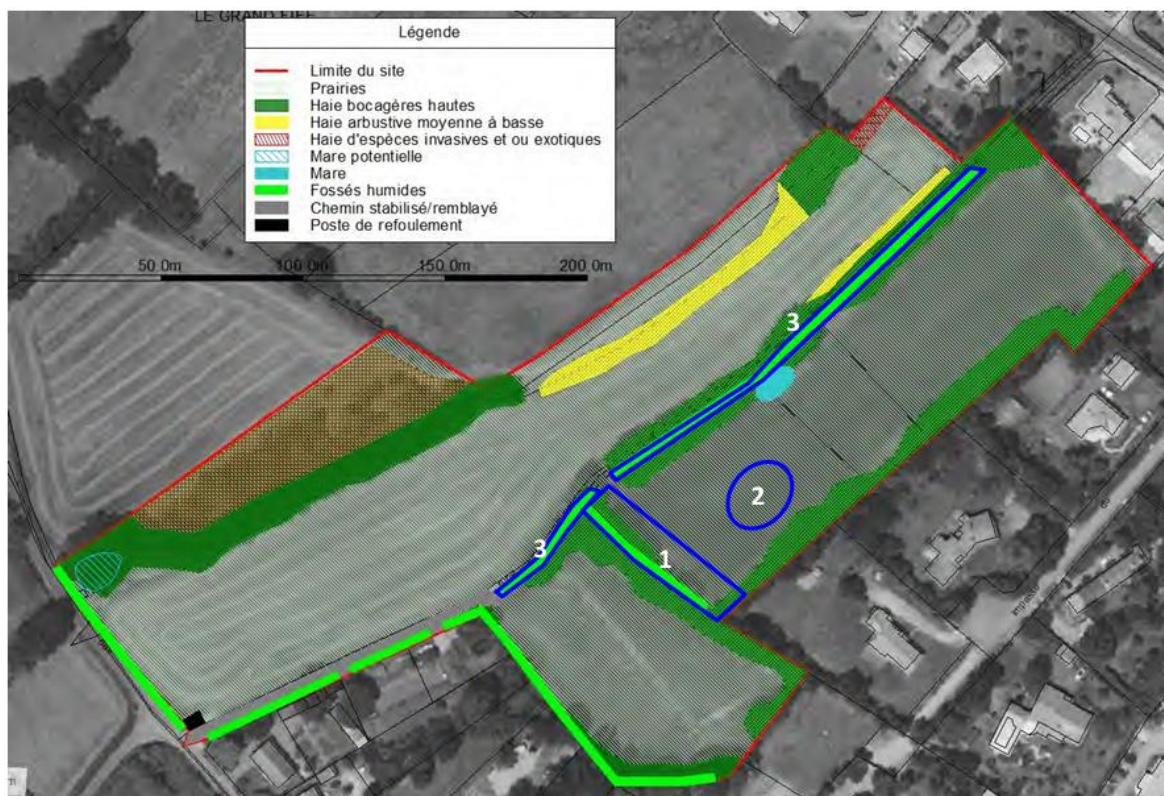 LE GRAND FIEF
Légende
Limite du site
Prairies
Haie bocagères hautes
Haie arbustive moyenne à basse
Haie d'espèces invasives et ou exotiques
Mare potentielle
Mare
Fossés humides
Chemin stabilisé/remblayé
Poste de refoulement
50.0m 100.0m 150.0m 200.0m
3
2
3
1
m